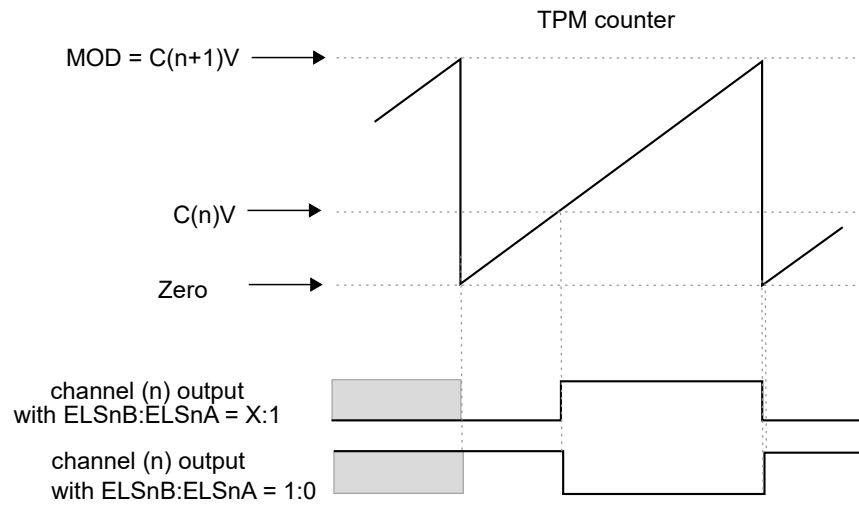 TPM counter
MOD = C(n+1)V
C(n)V
Zero
channel (n) output
with ELSnB:ELSnA = X:1
channel (n) output
with ELSnB:ELSnA = 1:0